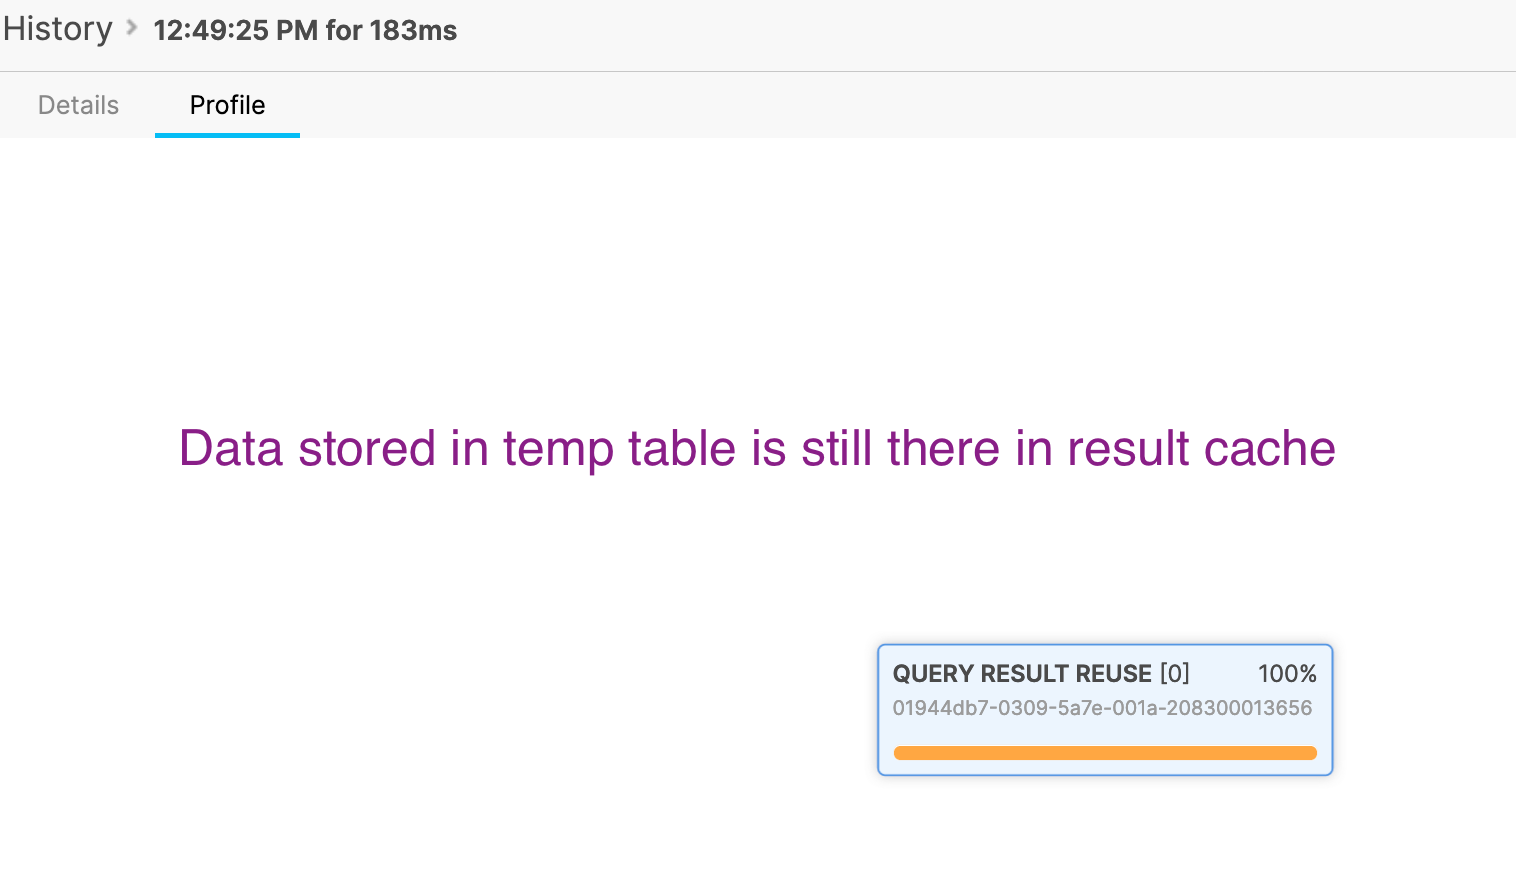 History > 12:49:25 PM for 183ms
Details Profile
Data stored in temp table is still there in result cache
QUERY RESULT REUSE [0] 100%
01944db7-0309-5a7e-001a-208300013656